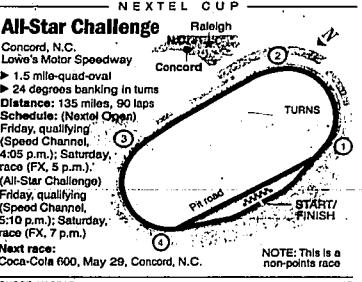 NEXTEL CUP
All-Star Challenge
Concord, N.C.
Lowe's Motor Speedway
▶ 1.5 mile-quad-oval
▶ 24 degrees banking in turns
Distance: 135 miles, 90 laps
Schedule: (Nextel Open)
Friday, qualifying
(Speed Channel,
4:05 p.m.); Saturday,
race (FX, 5 p.m.).
(All-Star Challenge)
Friday, qualifying
(Speed Channel,
5:10 p.m.); Saturday,
race (FX, 7 p.m.)
Next race:
Coca-Cola 600, May 29, Concord, N.C.
Raleigh
N.C.
Concord
N
2
TURNS
1
3
Pit road
START/
FINISH
4
NOTE: This is a
non-points race